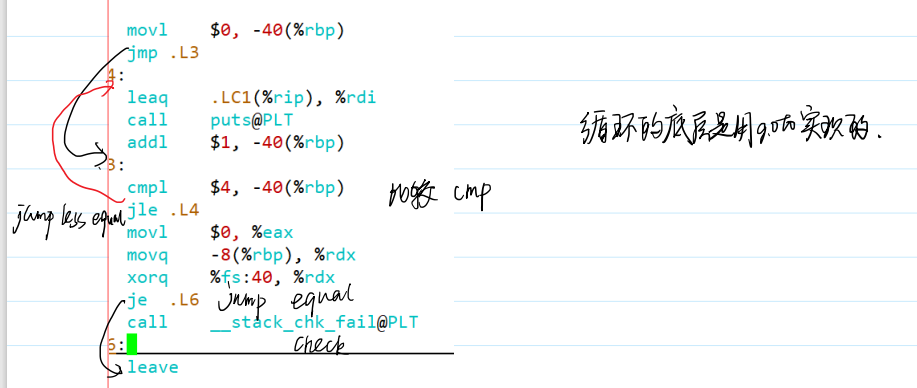 movl $0, -40(%rbp)
jmp .L3
4:
leaq .LC1(%rip), %rdi
call puts@PLT
addl $1, -40(%rbp)
循环的底层是用goto实现的.
3:
cmpl $4, -40(%rbp)
比较 cmp
jle .L4
jump less equal
movl $0, %eax
movq -8(%rbp), %rdx
xorq %fs:40, %rdx
je .L6 jump equal
call __stack_chk_fail@PLT
6: check
leave